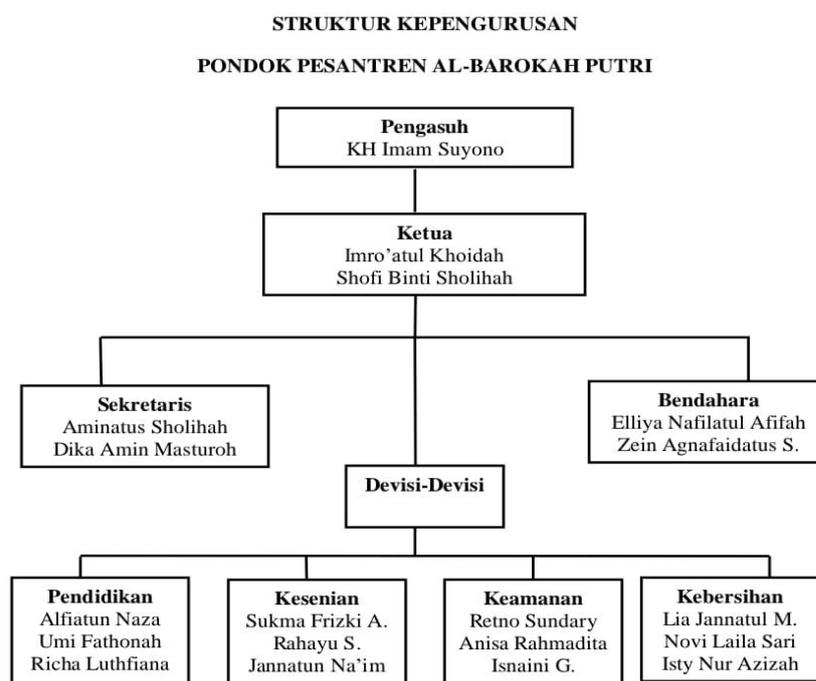 STRUKTUR KEPENGURUSAN
PONDOK PESANTREN AL-BAROKAH PUTRI
Pengasuh
KH Imam Suyono
Ketua
Imro’atul Khoidah
Shofi Binti Sholihah
Sekretaris
Aminatus Sholihah
Dika Amin Masturoh
Bendahara
Elliya Nafilatul Afifah
Zein Agnafaidatus S.
Devisi-Devisi
Pendidikan
Alfiatun Naza
Umi Fathonah
Richa Luthfiana
Kesenian
Sukma Frizki A.
Rahayu S.
Jannatun Na’im
Keamanan
Retno Sundary
Anisa Rahmadita
Isnaini G.
Kebersihan
Lia Jannatul M.
Novi Laila Sari
Isty Nur Azizah